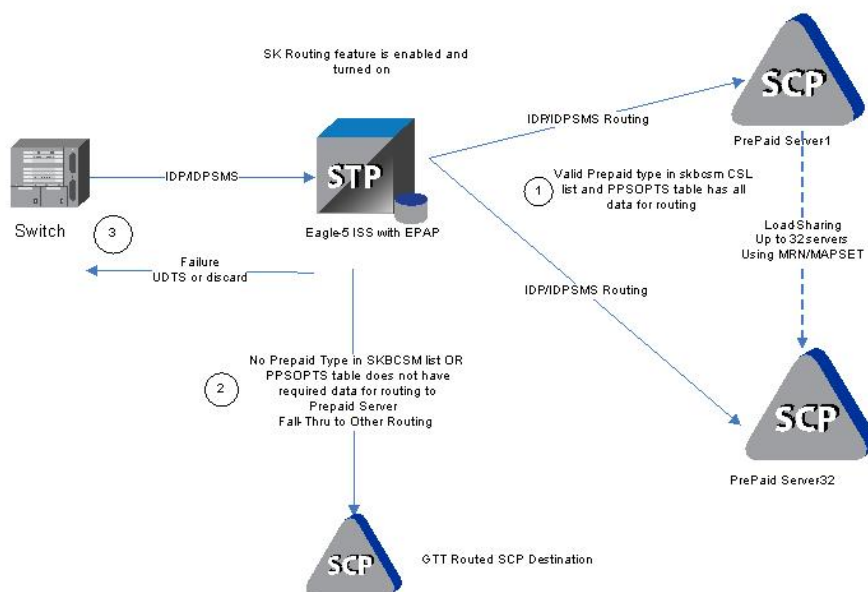 SK Routing feature is enabled and
turned on
SCP
IDP/IDPSMS Routing
PrePaid Server1
IDP/IDPSMS
STP
1
Valid Prepaid type in skbcsm CSL
list and PPSOPTS table has all
data for routing
Switch
3
Eagle-5 ISS with EPAP
Load-Sharing
Up to 32 servers
Using MRN/MAPSET
Failure
UDTS or discard
IDP/IDPSMS Routing
2
No Prepaid Type in SKBCSM list OR
PPSOPTS table does not have
required data for routing to
Prepaid Server
Fall-Thru to Other Routing
SCP
PrePaid Server32
SCP
GTT Routed SCP Destination